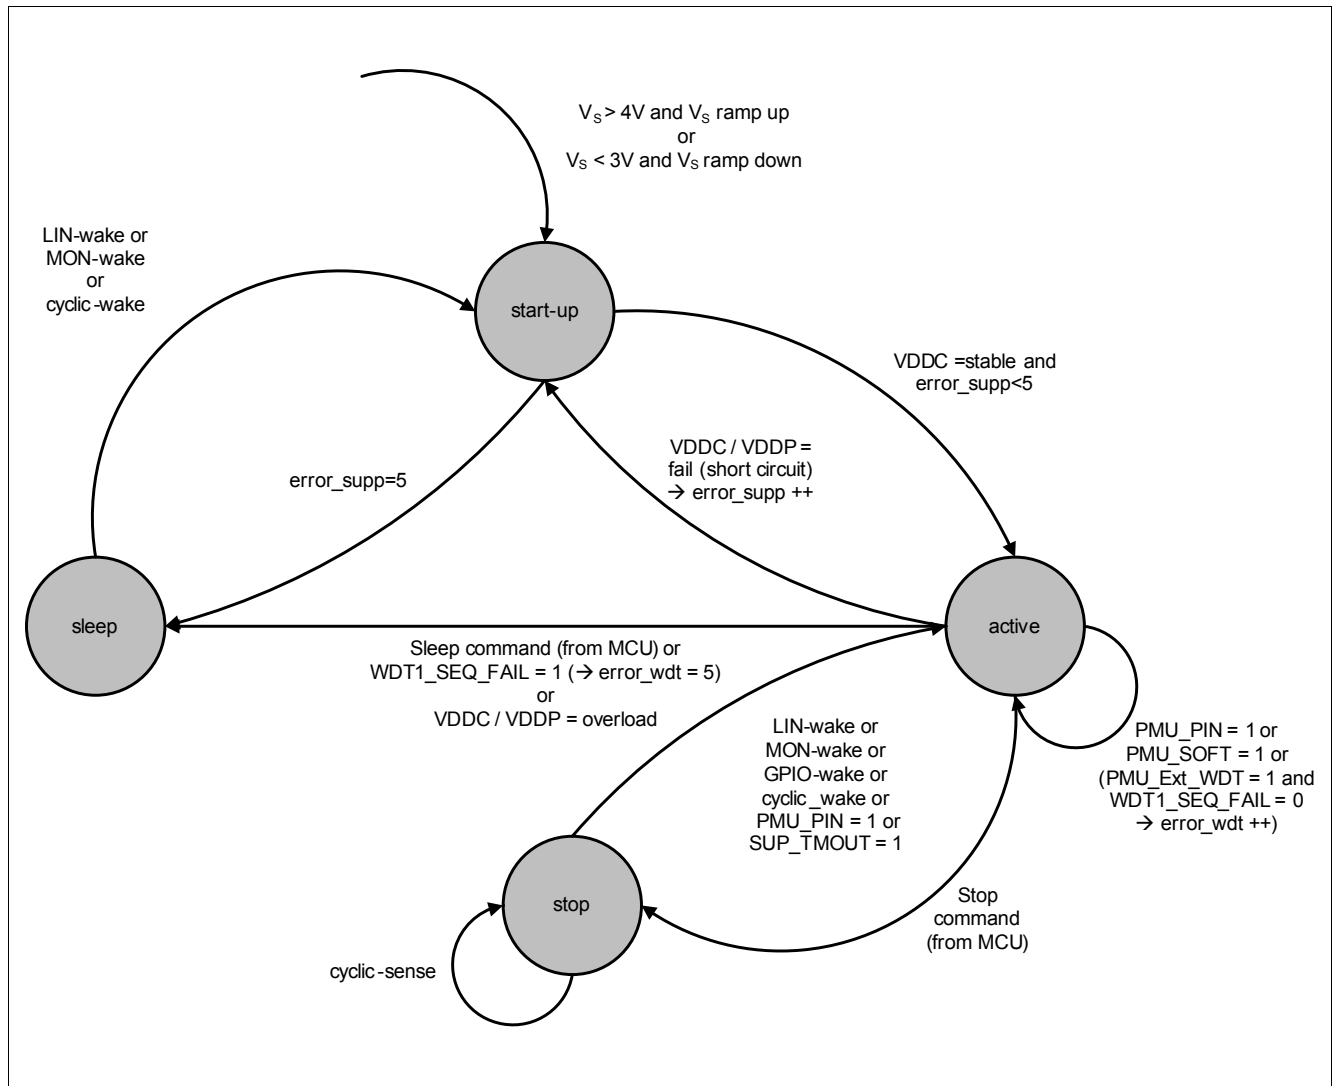 V_S > 4V and V_S ramp up
or
V_S < 3V and V_S ramp down
LIN-wake or
MON-wake
or
cyclic-wake
start-up
VDDC =stable and
error_supp<5
VDDC / VDDP =
fail (short circuit)
→ error_supp ++
error_supp=5
sleep
active
Sleep command (from MCU) or
WDT1_SEQ_FAIL = 1 (→ error_wdt = 5)
or
VDDC / VDDP = overload
LIN-wake or
MON-wake or
GPIO-wake or
cyclic_wake or
PMU_PIN = 1 or
SUP_TMOUT = 1
PMU_PIN = 1 or
PMU_SOFT = 1 or
(PMU_Ext_WDT = 1 and
WDT1_SEQ_FAIL = 0
→ error_wdt ++)
stop
Stop
command
(from MCU)
cyclic-sense